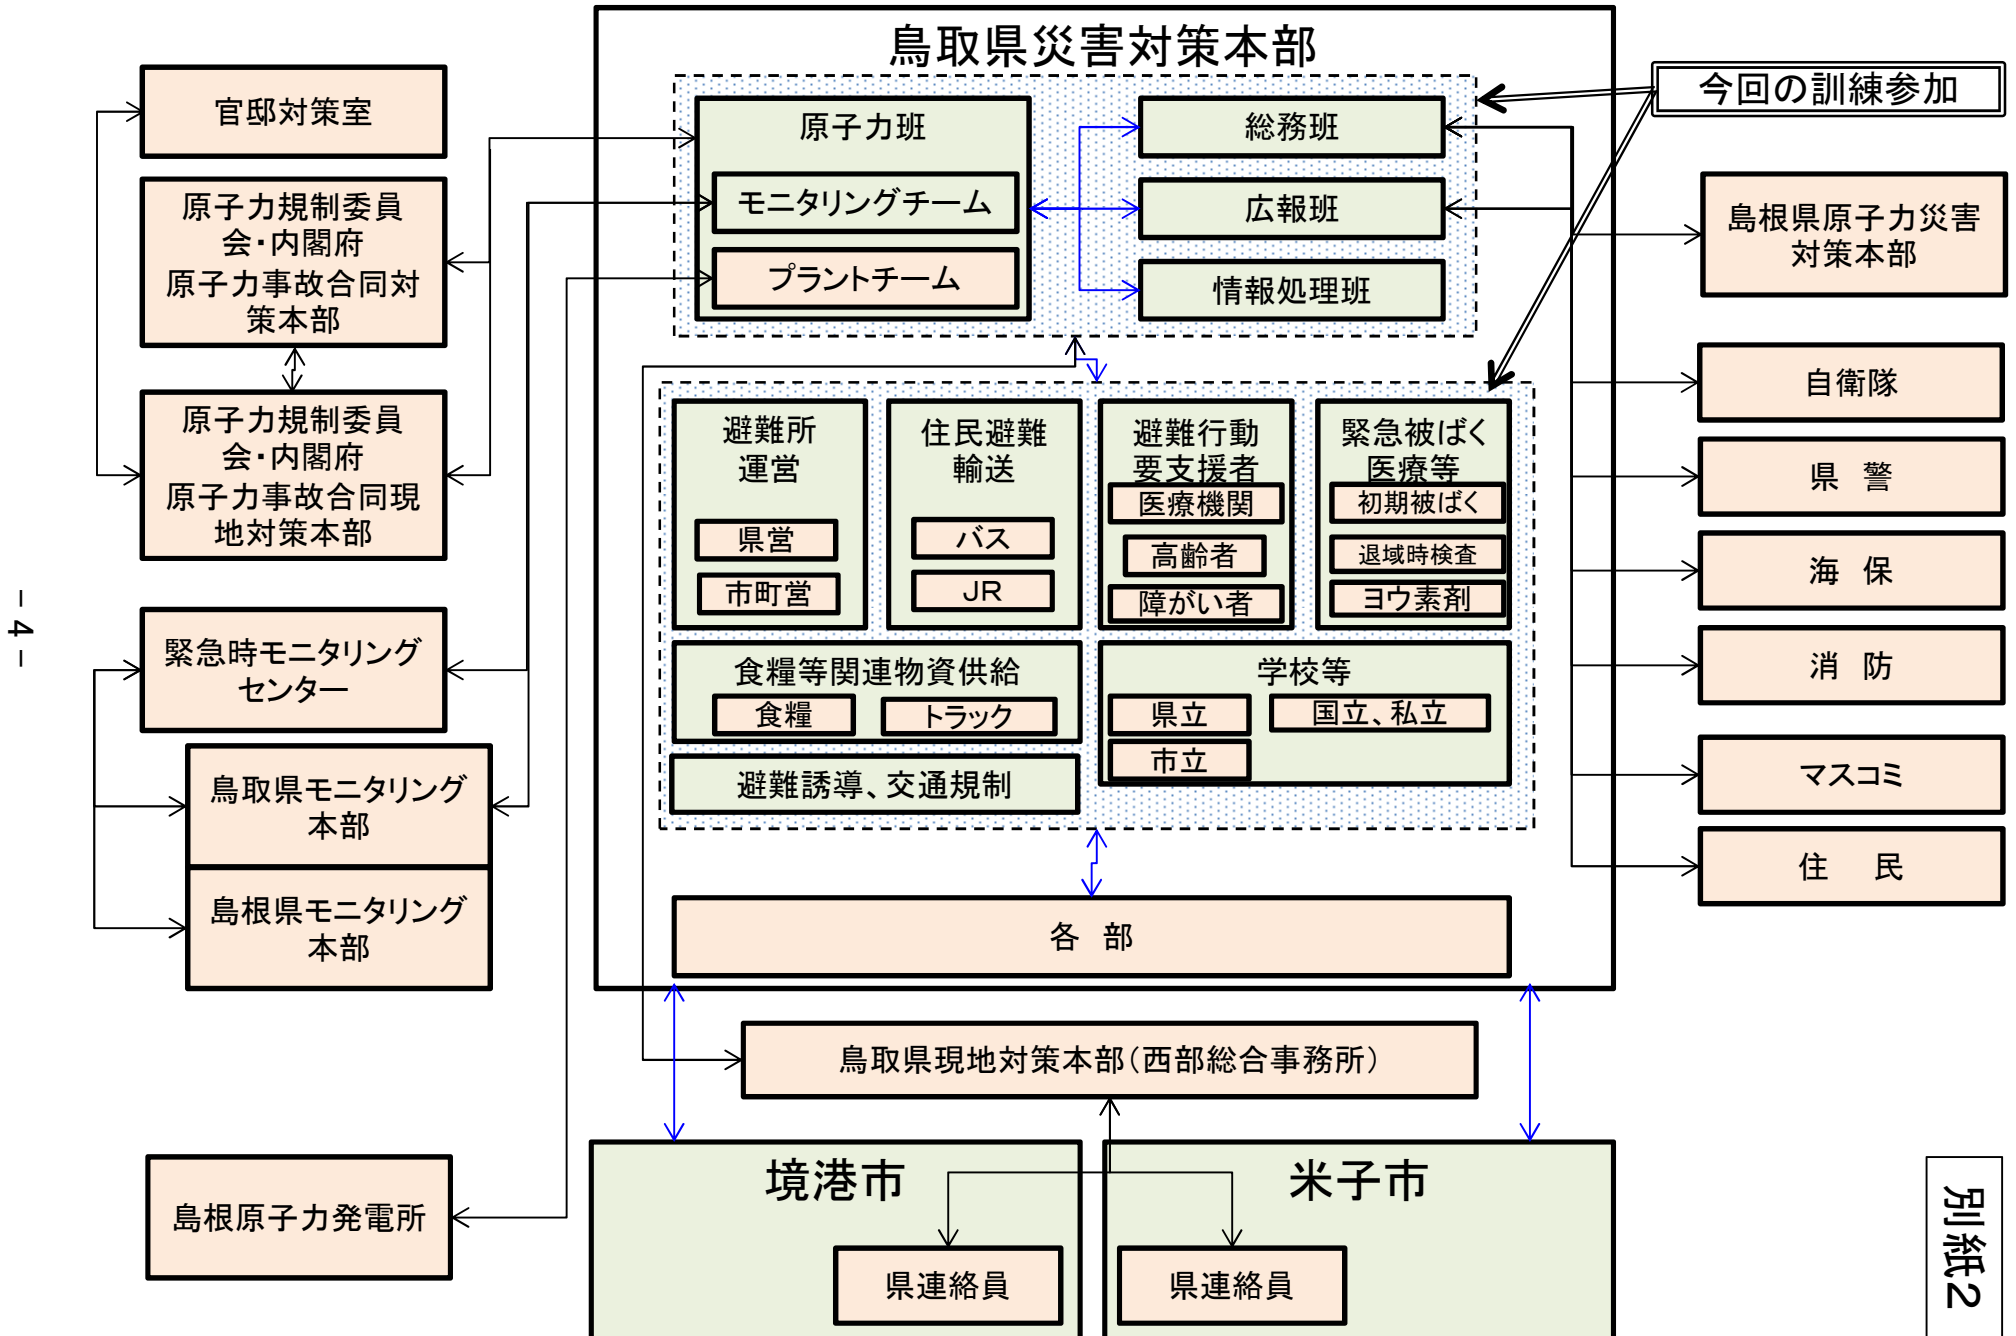 鳥取県災害対策本部
今回の訓練参加
官邸対策室
原子力規制委員
会・内閣府
原子力事故合同対
策本部
原子力規制委員
会・内閣府
原子力事故合同現
地対策本部
緊急時モニタリング
センター
鳥取県モニタリング
本部
島根県モニタリング
本部
島根原子力発電所
原子力班
モニタリングチーム
プラントチーム
総務班
広報班
情報処理班
避難所
運営
県営
市町営
住民避難
輸送
バス
JR
避難行動
要支援者
医療機関
高齢者
障がい者
緊急被ばく
医療等
初期被ばく
退域時検査
ヨウ素剤
食糧等関連物資供給
食糧
トラック
学校等
県立
国立、私立
市立
避難誘導、交通規制
各 部
鳥取県現地対策本部(西部総合事務所)
境港市
県連絡員
米子市
県連絡員
島根県原子力災害
対策本部
自衛隊
県 警
海 保
消 防
マスコミ
住 民
別紙2
-4-